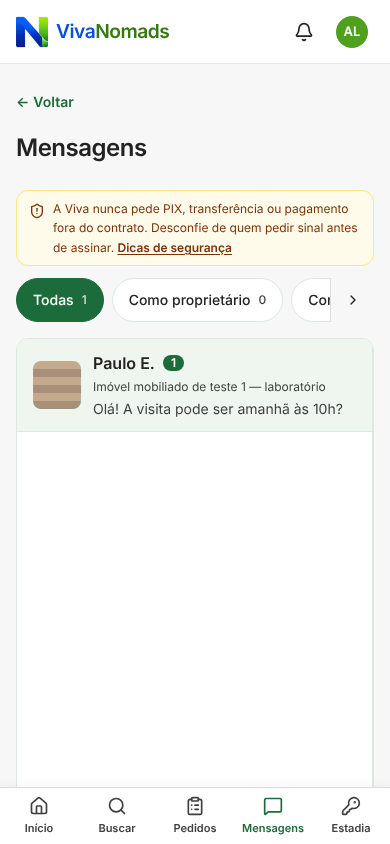 VivaNomads
AL
← Voltar
Mensagens
A Viva nunca pede PIX, transferência ou pagamento
fora do contrato. Desconfie de quem pedir sinal antes
de assinar. Dicas de segurança
Todas 1
Como proprietário 0
Paulo E. 1
Imóvel mobiliado de teste 1 — laboratório
Olá! A visita pode ser amanhã às 10h?
Início
Buscar
Pedidos
Mensagens
Estadia